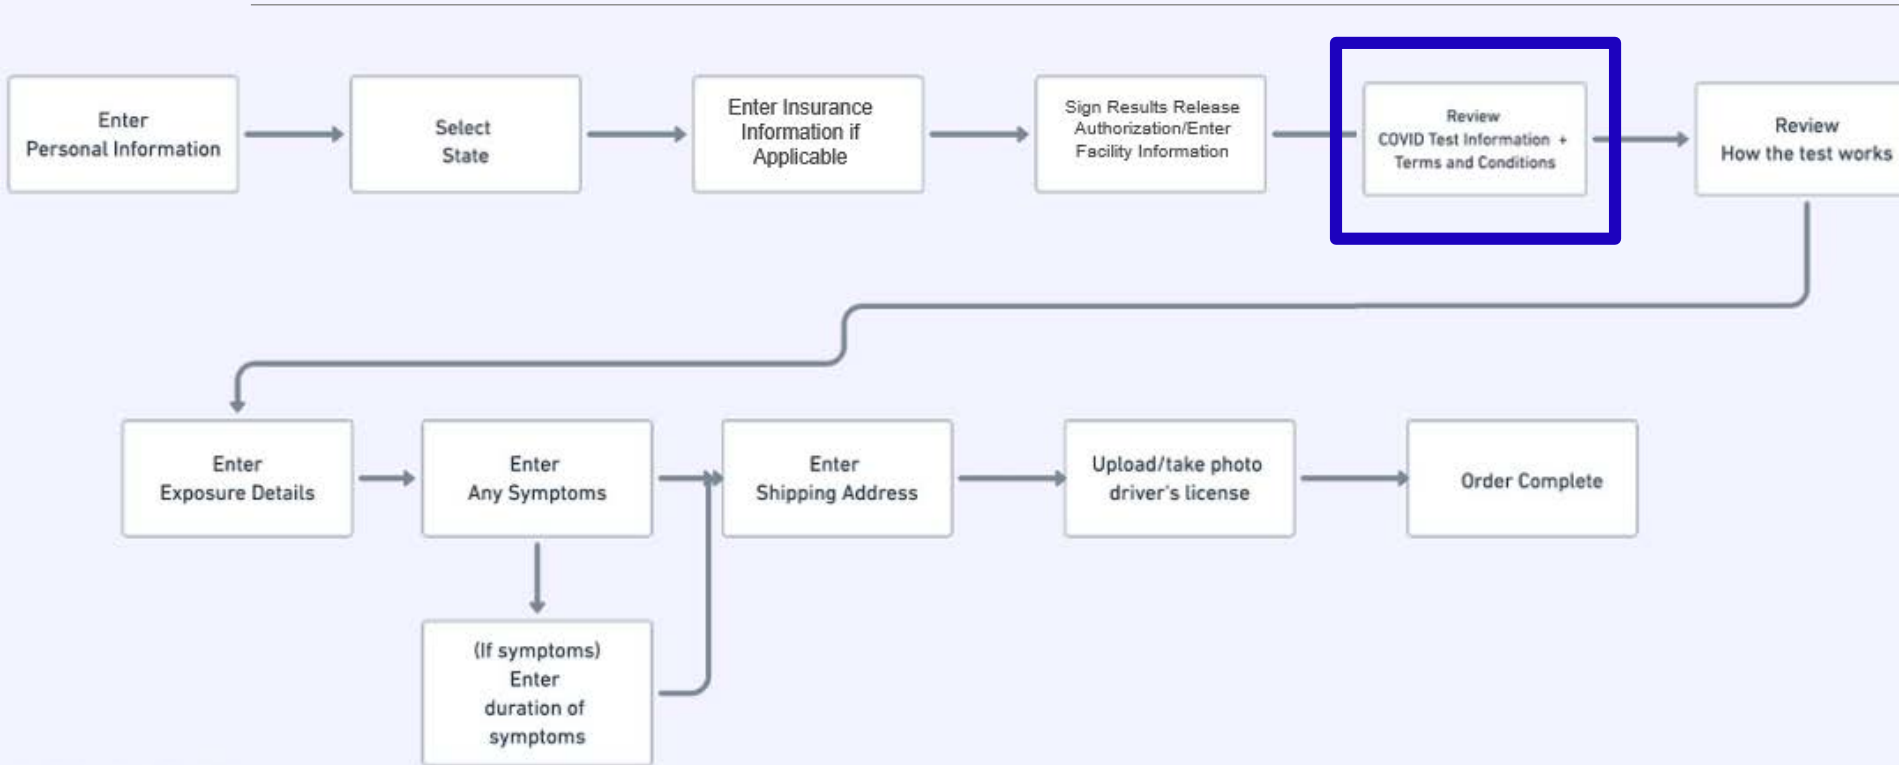 Enter
Personal Information
Select
State
Enter Insurance
Information if
Applicable
Sign Results Release
Authorization/Enter
Facility Information
Review
COVID Test Information +
Terms and Conditions
Review
How the test works
Enter
Exposure Details
Enter
Any Symptoms
Enter
Shipping Address
Upload/take photo
driver's license
Order Complete
(If symptoms)
Enter
duration of
symptoms